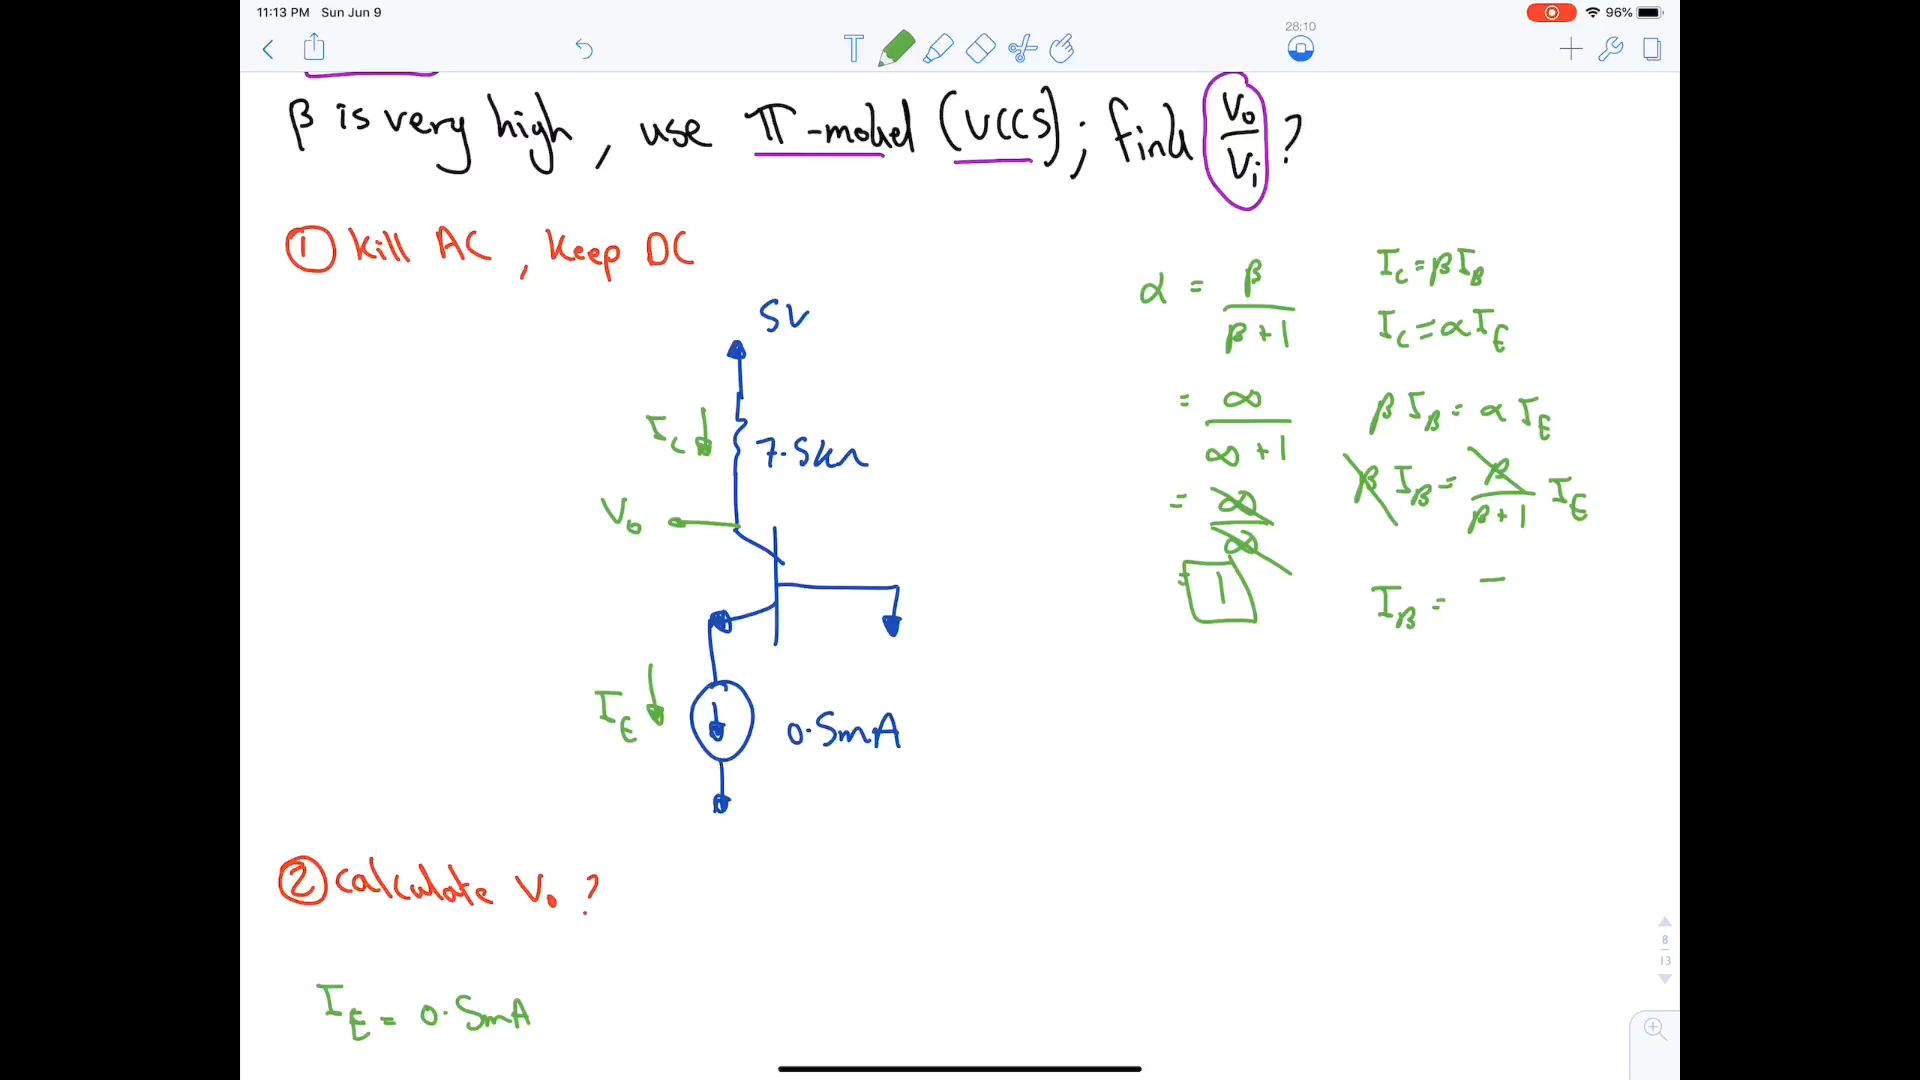 11:13 PM Sun Jun 9
96%
28:10
T
β is very high, use π-model (VCCS); find Vo/Vi ?
① kill AC, keep DC
5V
IC
7.5kΩ
Vo
IE
0.5mA
α = β/(β+1)
= ∞/(∞+1)
= ∞/∞
= 1
IC = βIB
IC = αIE
βIB = αIE
βIB = β/(β+1) IE
IB =
② calculate Vo ?
IE = 0.5mA
8
13